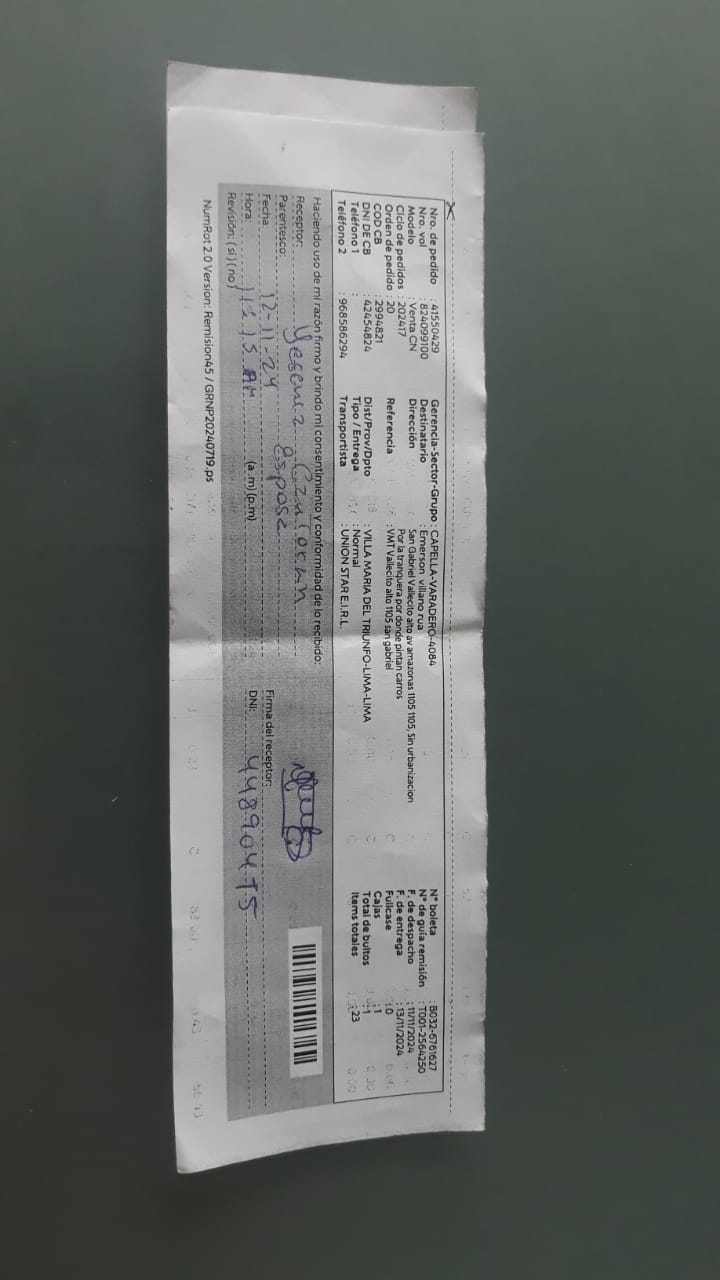 Nro. de pedido : 41550429
Nro. vol : 824099100
Modelo : Venta CN
Ciclo de pedidos : 202417
Orden de pedido : 20
COD CB : 2994821
DNI DE CB : 42454824
Teléfono 1 :
Teléfono 2 : 968586294
Gerencia-Sector-Grupo : CAPELLA-VARADERO-4084
Destinatario : Emerson villano rua
Dirección : San Gabriel Vallecito alto av amazonas 1105 1105, Sin urbanizacion
Por la tranquera por donde pintan carros
Referencia : VMT Vallecito alto 1105 san gabriel
Dist/Prov/Dpto : VILLA MARIA DEL TRIUNFO-LIMA-LIMA
Tipo / Entrega : Normal
Transportista : UNION STAR E.I.R.L.
N° boleta : B032-6761627
N° de guía remisión : T001-2564250
F. de despacho : 11/11/2024
F. de entrega : 13/11/2024
Fullcase : 0
Cajas : 1
Total de bultos : 1
Items totales : 23
Haciendo uso de mi razón firmo y brindo mi consentimiento y conformidad de lo recibido:
Receptor: Yesenia
Parentesco: Esposa
Fecha: 12-11-24
Hora: 11:15 AM (a.m) (p.m)
Revisión: (si) (no)
Firma del receptor:
DNI: 44890475
NumRot 2.0 Version: Remision45 / GRNP20240719.ps